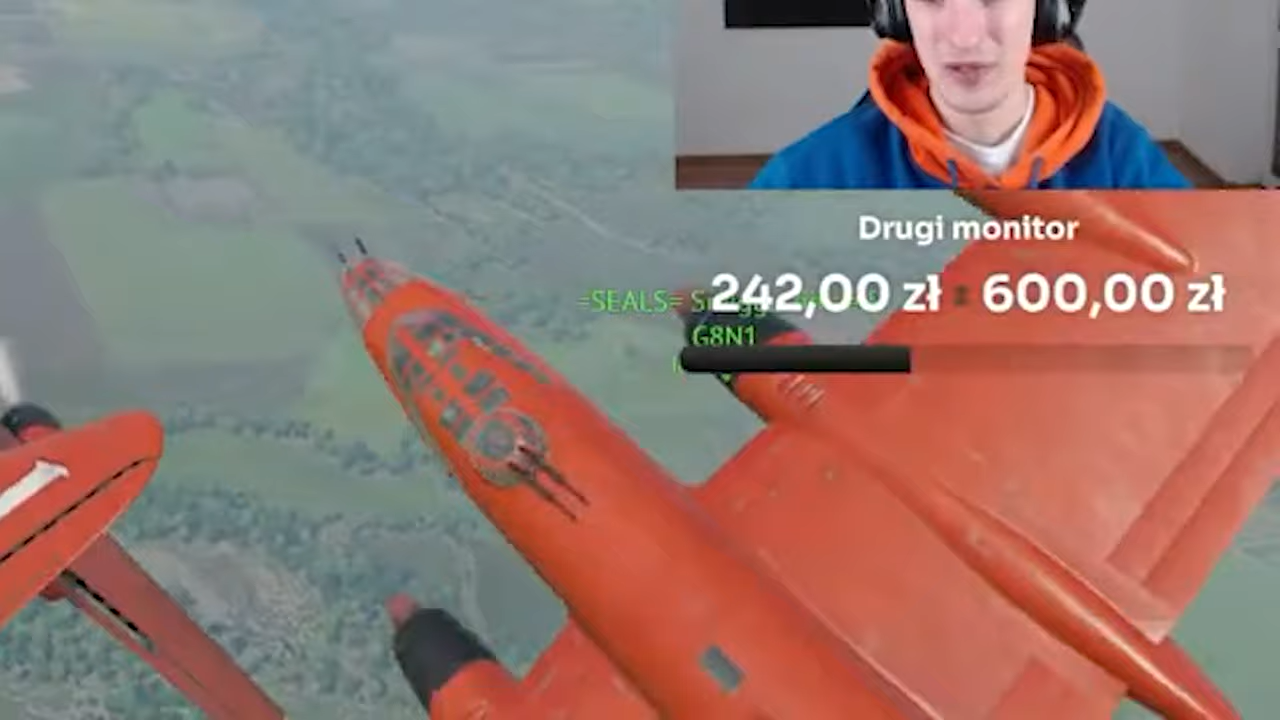 Drugi monitor
242,00 zł : 600,00 zł
=SEALS=
G8N1